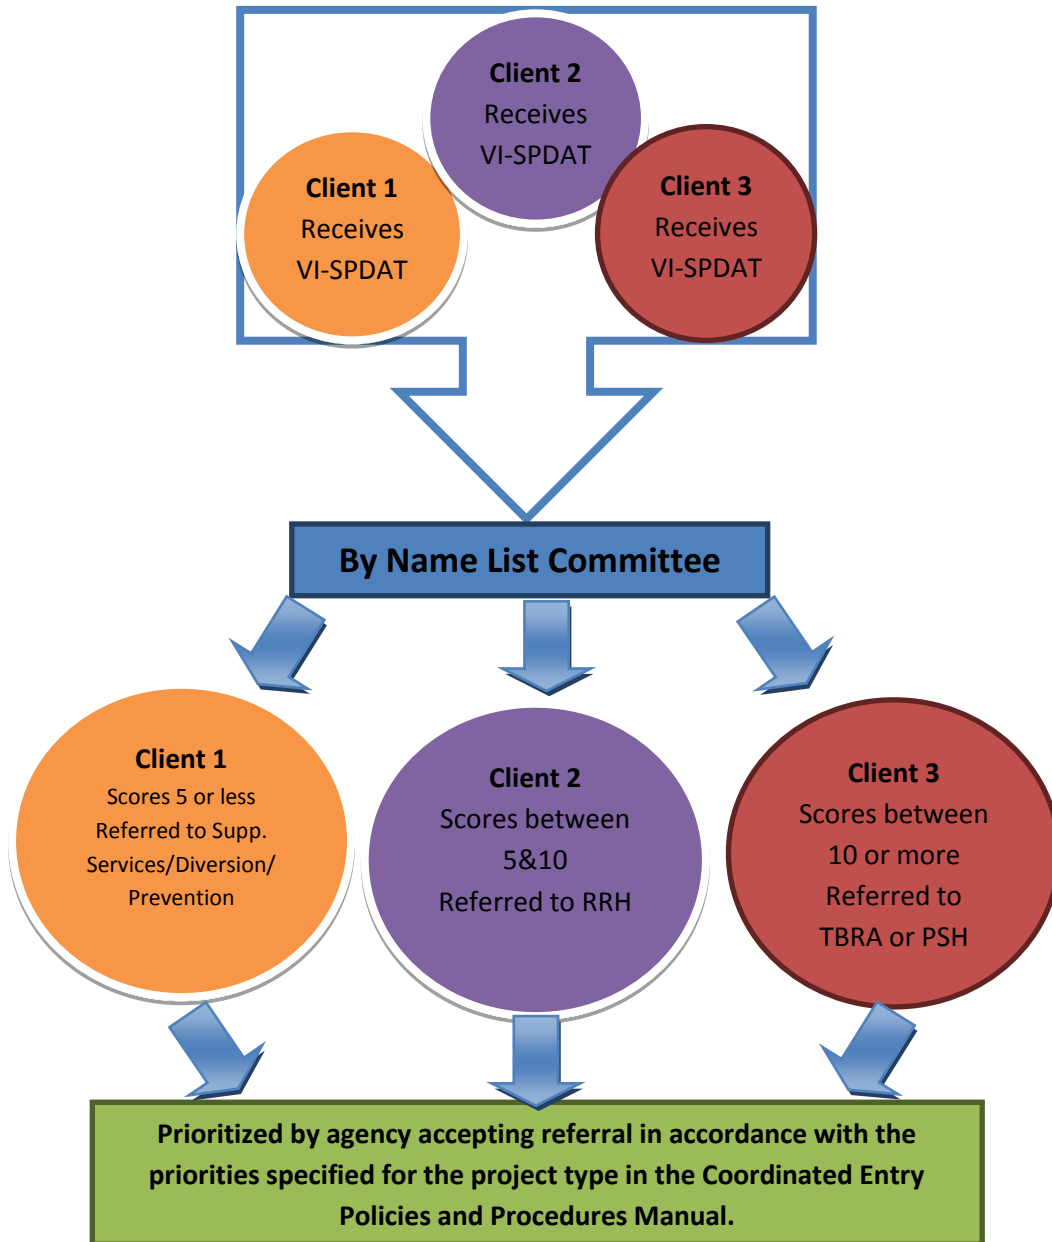 Client 2
Receives
VI-SPDAT
Client 1
Receives
VI-SPDAT
Client 3
Receives
VI-SPDAT
By Name List Committee
Client 1
Scores 5 or less
Referred to Supp.
Services/Diversion/
Prevention
Client 2
Scores between
5&10
Referred to RRH
Client 3
Scores between
10 or more
Referred to
TBRA or PSH
Prioritized by agency accepting referral in accordance with the
priorities specified for the project type in the Coordinated Entry
Policies and Procedures Manual.